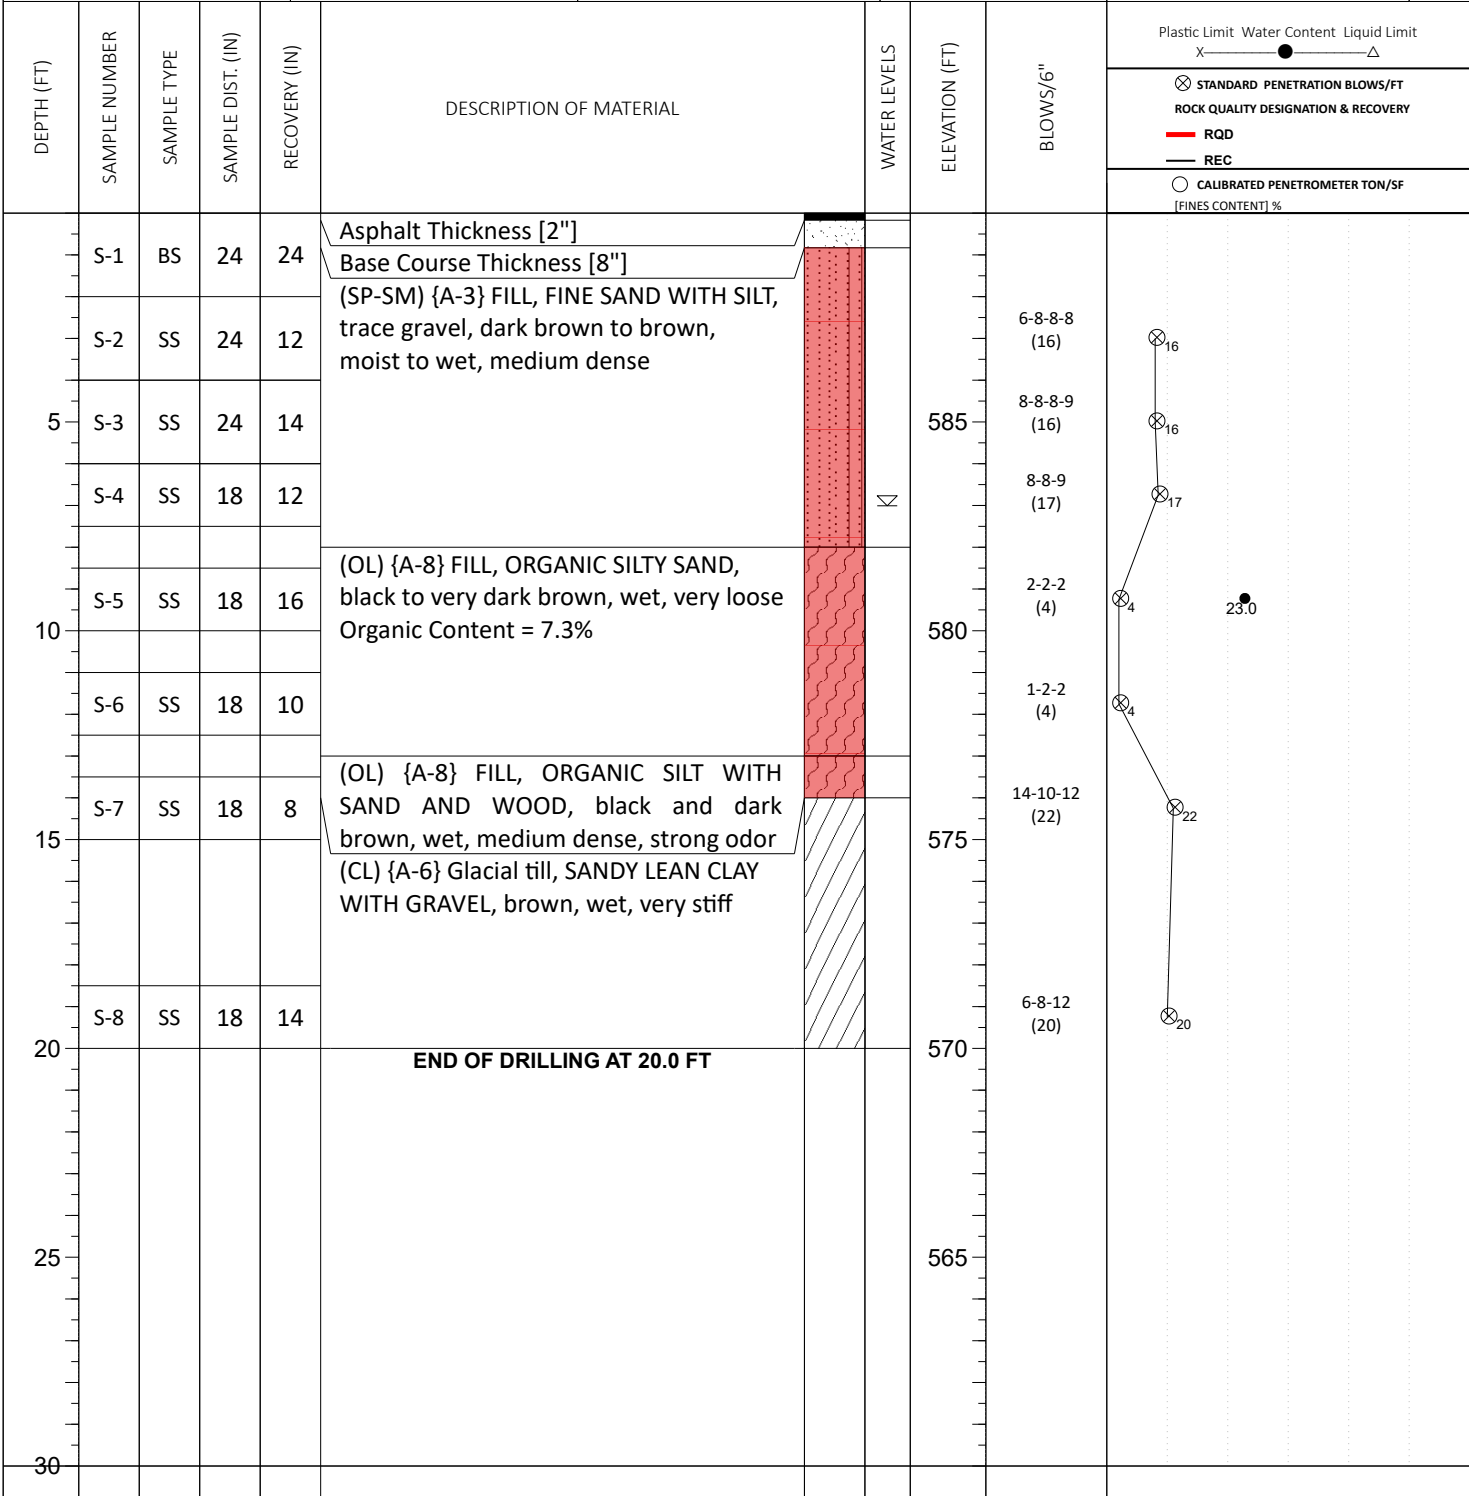 DEPTH (FT)
SAMPLE NUMBER
SAMPLE TYPE
SAMPLE DIST. (IN)
RECOVERY (IN)
DESCRIPTION OF MATERIAL
WATER LEVELS
ELEVATION (FT)
BLOWS/6"
Plastic Limit Water Content Liquid Limit
X
STANDARD PENETRATION BLOWS/FT
ROCK QUALITY DESIGNATION & RECOVERY
RQD
REC
CALIBRATED PENETROMETER TON/SF
[FINES CONTENT] %
Asphalt Thickness [2"]
S-1 BS 24 24
Base Course Thickness [8"]
(SP-SM) {A-3} FILL, FINE SAND WITH SILT,
trace gravel, dark brown to brown,
moist to wet, medium dense
S-2 SS 24 12
6-8-8-8
(16)
16
5 S-3 SS 24 14
585
8-8-8-9
(16)
16
S-4 SS 18 12
8-8-9
(17)
17
(OL) {A-8} FILL, ORGANIC SILTY SAND,
black to very dark brown, wet, very loose
Organic Content = 7.3%
S-5 SS 18 16
2-2-2
(4)
4
23.0
10
580
S-6 SS 18 10
1-2-2
(4)
4
(OL) {A-8} FILL, ORGANIC SILT WITH
SAND AND WOOD, black and dark
brown, wet, medium dense, strong odor
S-7 SS 18 8
14-10-12
(22)
22
15
575
(CL) {A-6} Glacial till, SANDY LEAN CLAY
WITH GRAVEL, brown, wet, very stiff
S-8 SS 18 14
6-8-12
(20)
20
20
570
END OF DRILLING AT 20.0 FT
25
565
30